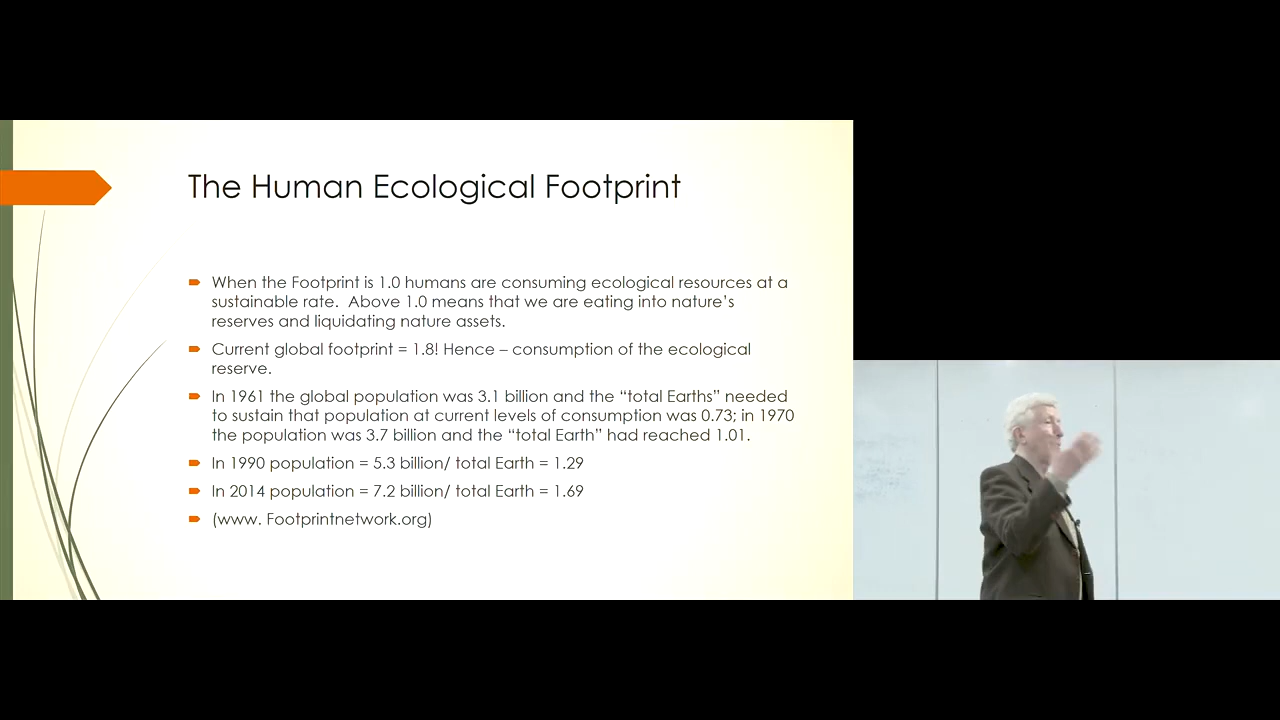 The Human Ecological Footprint
When the Footprint is 1.0 humans are consuming ecological resources at a
sustainable rate.  Above 1.0 means that we are eating into nature's
reserves and liquidating nature assets.
Current global footprint = 1.8! Hence – consumption of the ecological
reserve.
In 1961 the global population was 3.1 billion and the “total Earths” needed
to sustain that population at current levels of consumption was 0.73; in 1970
the population was 3.7 billion and the “total Earth” had reached 1.01.
In 1990 population = 5.3 billion/ total Earth = 1.29
In 2014 population = 7.2 billion/ total Earth = 1.69
(www. Footprintnetwork.org)